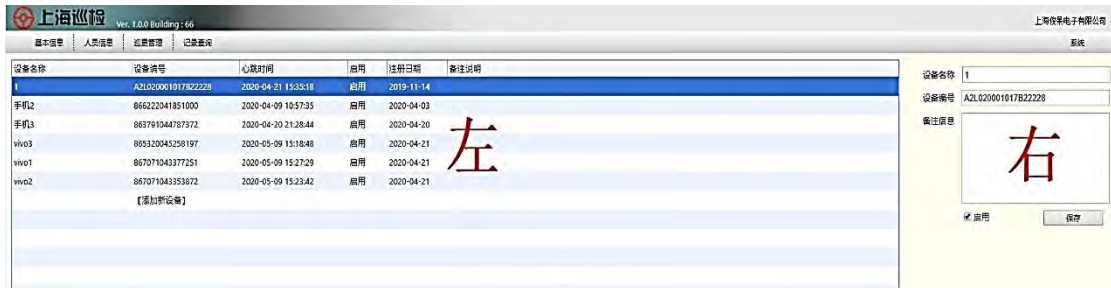 上海巡检 Ver. 1.0.0 Building : 66
上海俊杲电子有限公司
基本信息 人员信息 巡更管理 记录查询 系统
设备名称 设备编号 心跳时间 启用 注册日期 备注说明
1 A2L020001017B22228 2020-04-21 15:35:18 启用 2019-11-14
手机2 866222041851000 2020-04-09 10:57:35 启用 2020-04-03
手机3 863791044787372 2020-04-20 21:28:44 启用 2020-04-20
vivo3 865320045258197 2020-05-09 15:18:48 启用 2020-04-21
vivo1 867071043377251 2020-05-09 15:27:29 启用 2020-04-21
vivo2 867071043353872 2020-05-09 15:23:42 启用 2020-04-21
【添加新设备】
左
设备名称 1
设备编号 A2L020001017B22228
备注信息
右
启用 保存